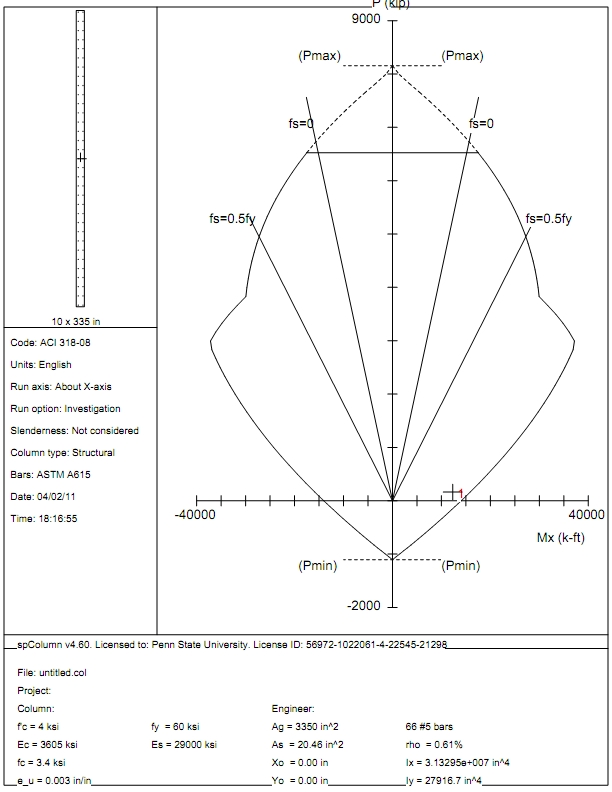 P (kip)
9000
(Pmax) (Pmax)
fs=0 fs=0
fs=0.5fy fs=0.5fy
1
-40000 40000
Mx (k-ft)
(Pmin) (Pmin)
-2000
10 x 335 in
Code: ACI 318-08
Units: English
Run axis: About X-axis
Run option: Investigation
Slenderness: Not considered
Column type: Structural
Bars: ASTM A615
Date: 04/02/11
Time: 18:16:55
spColumn v4.60. Licensed to: Penn State University. License ID: 56972-1022061-4-22545-21298
File: untitled.col
Project:
Column: Engineer:
f'c = 4 ksi fy = 60 ksi Ag = 3350 in^2 66 #5 bars
Ec = 3605 ksi Es = 29000 ksi As = 20.46 in^2 rho = 0.61%
fc = 3.4 ksi Xo = 0.00 in Ix = 3.13295e+007 in^4
e_u = 0.003 in/in Yo = 0.00 in Iy = 27916.7 in^4